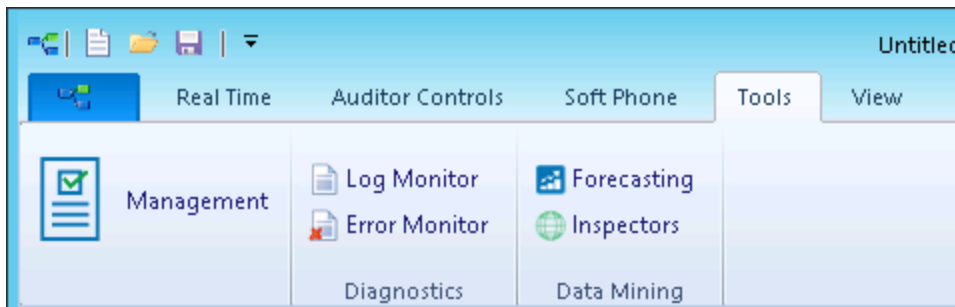 Untitled
Real Time Auditor Controls Soft Phone Tools View
Management
Log Monitor Forecasting
Error Monitor Inspectors
Diagnostics Data Mining